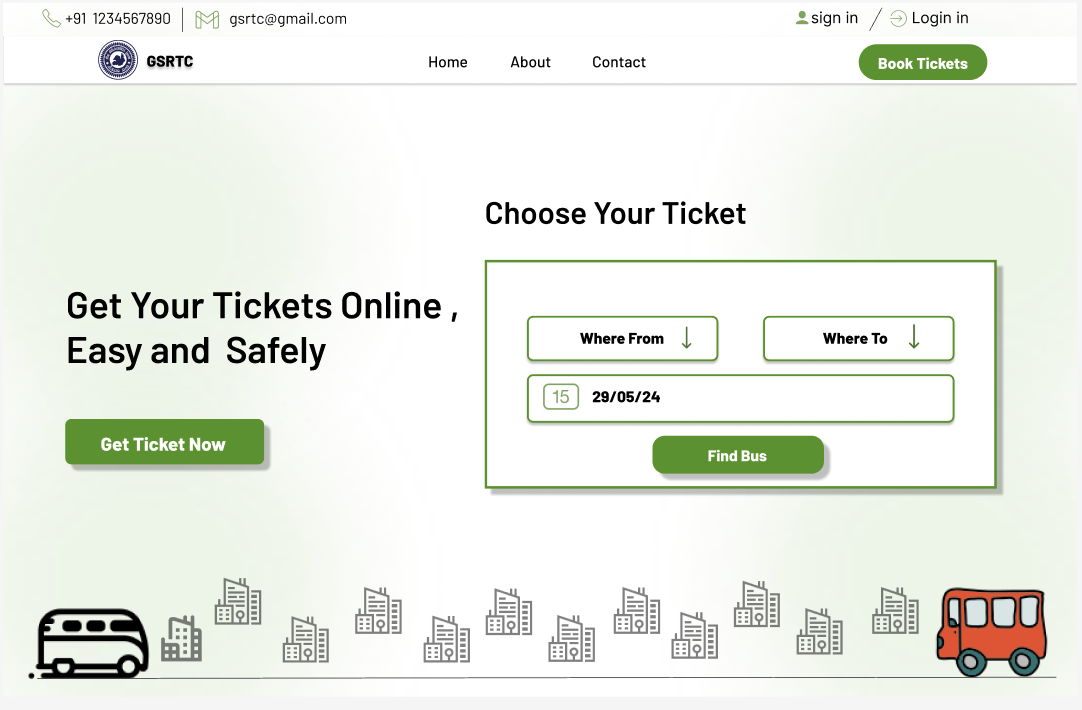 +91 1234567890
gsrtc@gmail.com
sign in
Login in
GSRTC
Home
About
Contact
Book Tickets
Choose Your Ticket
Get Your Tickets Online ,
Easy and Safely
Where From
Where To
15
29/05/24
Get Ticket Now
Find Bus